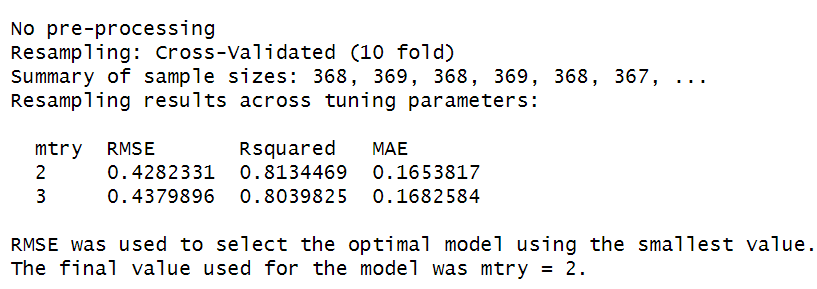 No pre-processing
Resampling: Cross-Validated (10 fold)
Summary of sample sizes: 368, 369, 368, 369, 368, 367, ...
Resampling results across tuning parameters:

  mtry  RMSE       Rsquared   MAE
  2     0.4282331  0.8134469  0.1653817
  3     0.4379896  0.8039825  0.1682584

RMSE was used to select the optimal model using the smallest value.
The final value used for the model was mtry = 2.